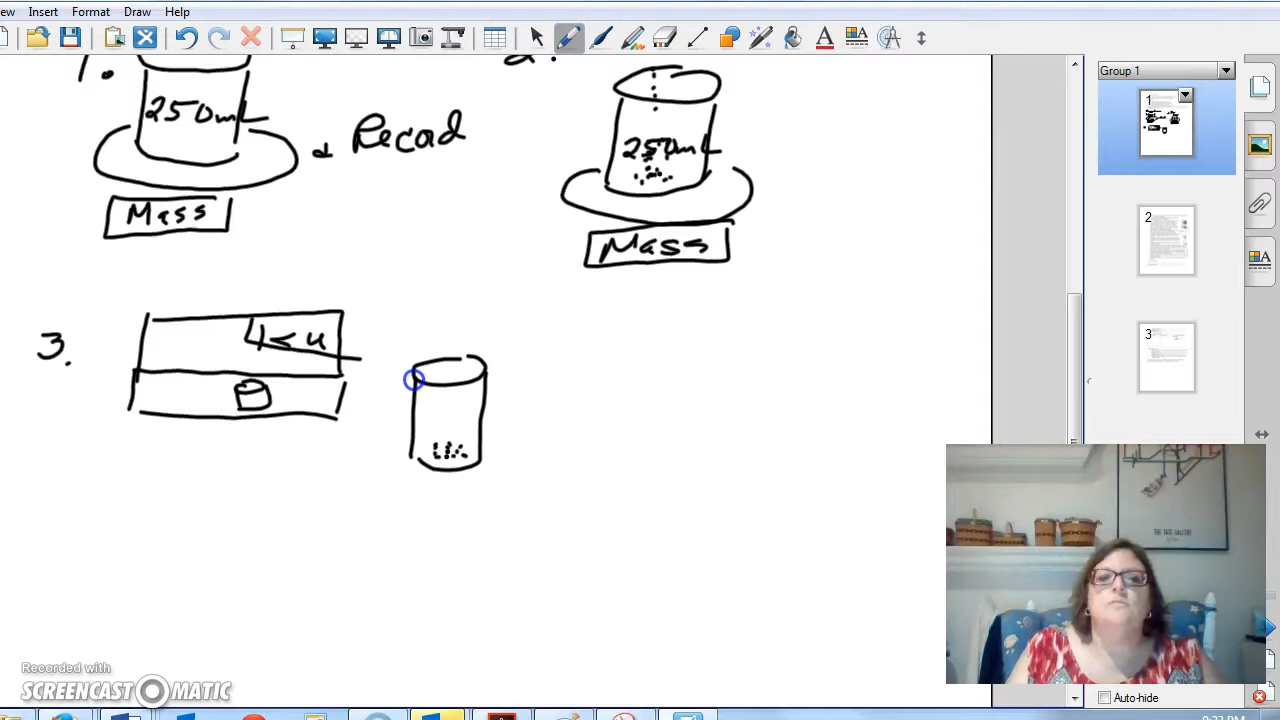 ew Insert Format Draw Help
Group 1
1.
2.
250mL
& Record
250mL
Mass
Mass
3.
1
2
3
Recorded with
SCREENCAST MATIC
Auto-hide